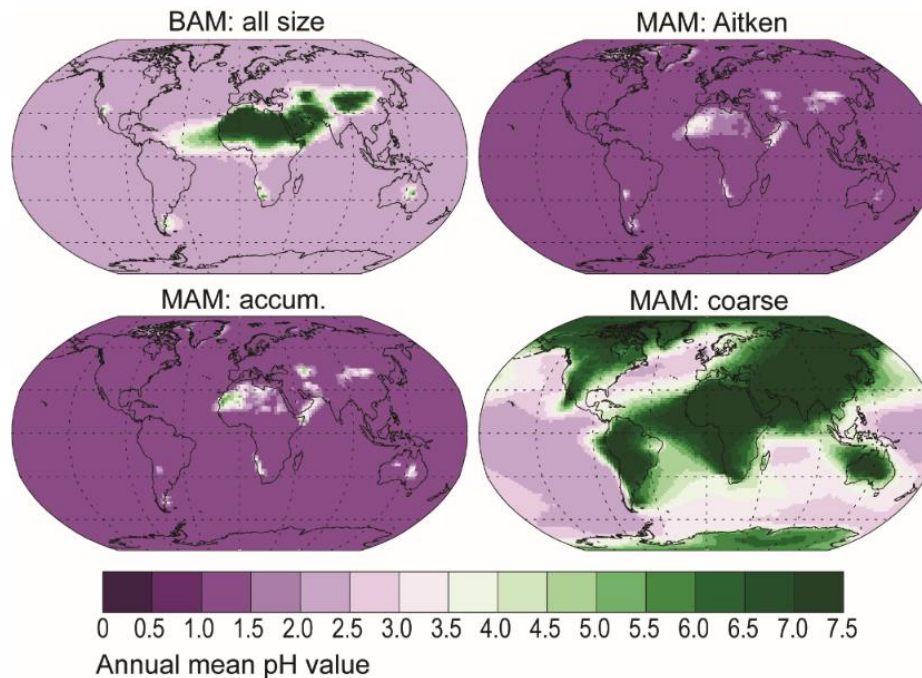 BAM: all size
MAM: Aitken
MAM: accum.
MAM: coarse
0 0.5 1.0 1.5 2.0 2.5 3.0 3.5 4.0 4.5 5.0 5.5 6.0 6.5 7.0 7.5
Annual mean pH value